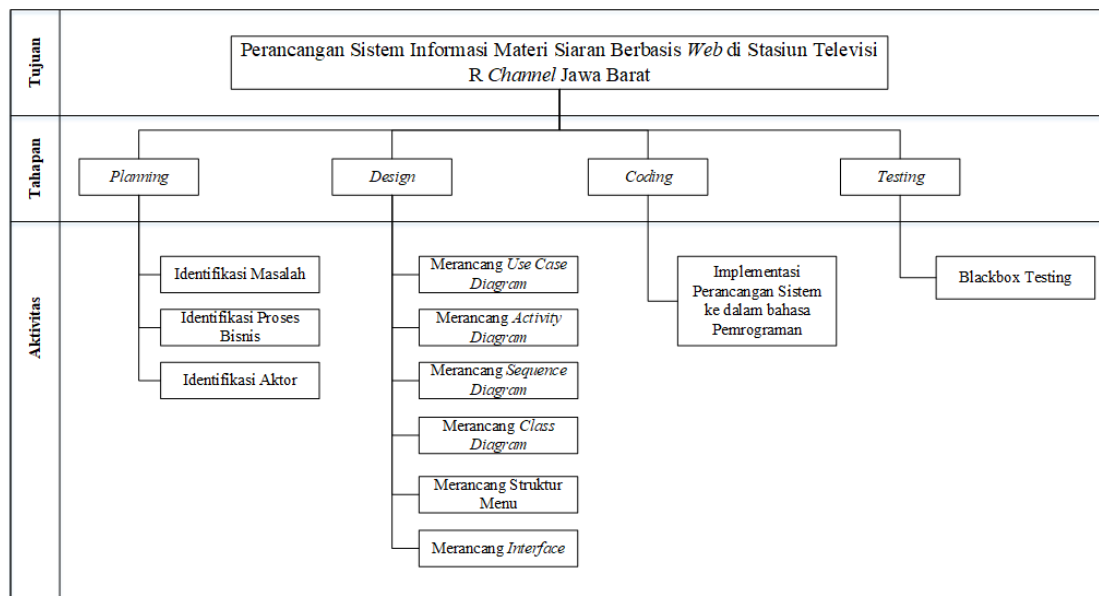 Tujuan
Perancangan Sistem Informasi Materi Siaran Berbasis Web di Stasiun Televisi
R Channel Jawa Barat
Tahapan
Planning
Design
Coding
Testing
Aktivitas
Identifikasi Masalah
Identifikasi Proses
Bisnis
Identifikasi Aktor
Merancang Use Case
Diagram
Merancang Activity
Diagram
Merancang Sequence
Diagram
Merancang Class
Diagram
Merancang Struktur
Menu
Merancang Interface
Implementasi
Perancangan Sistem
ke dalam bahasa
Pemrograman
Blackbox Testing